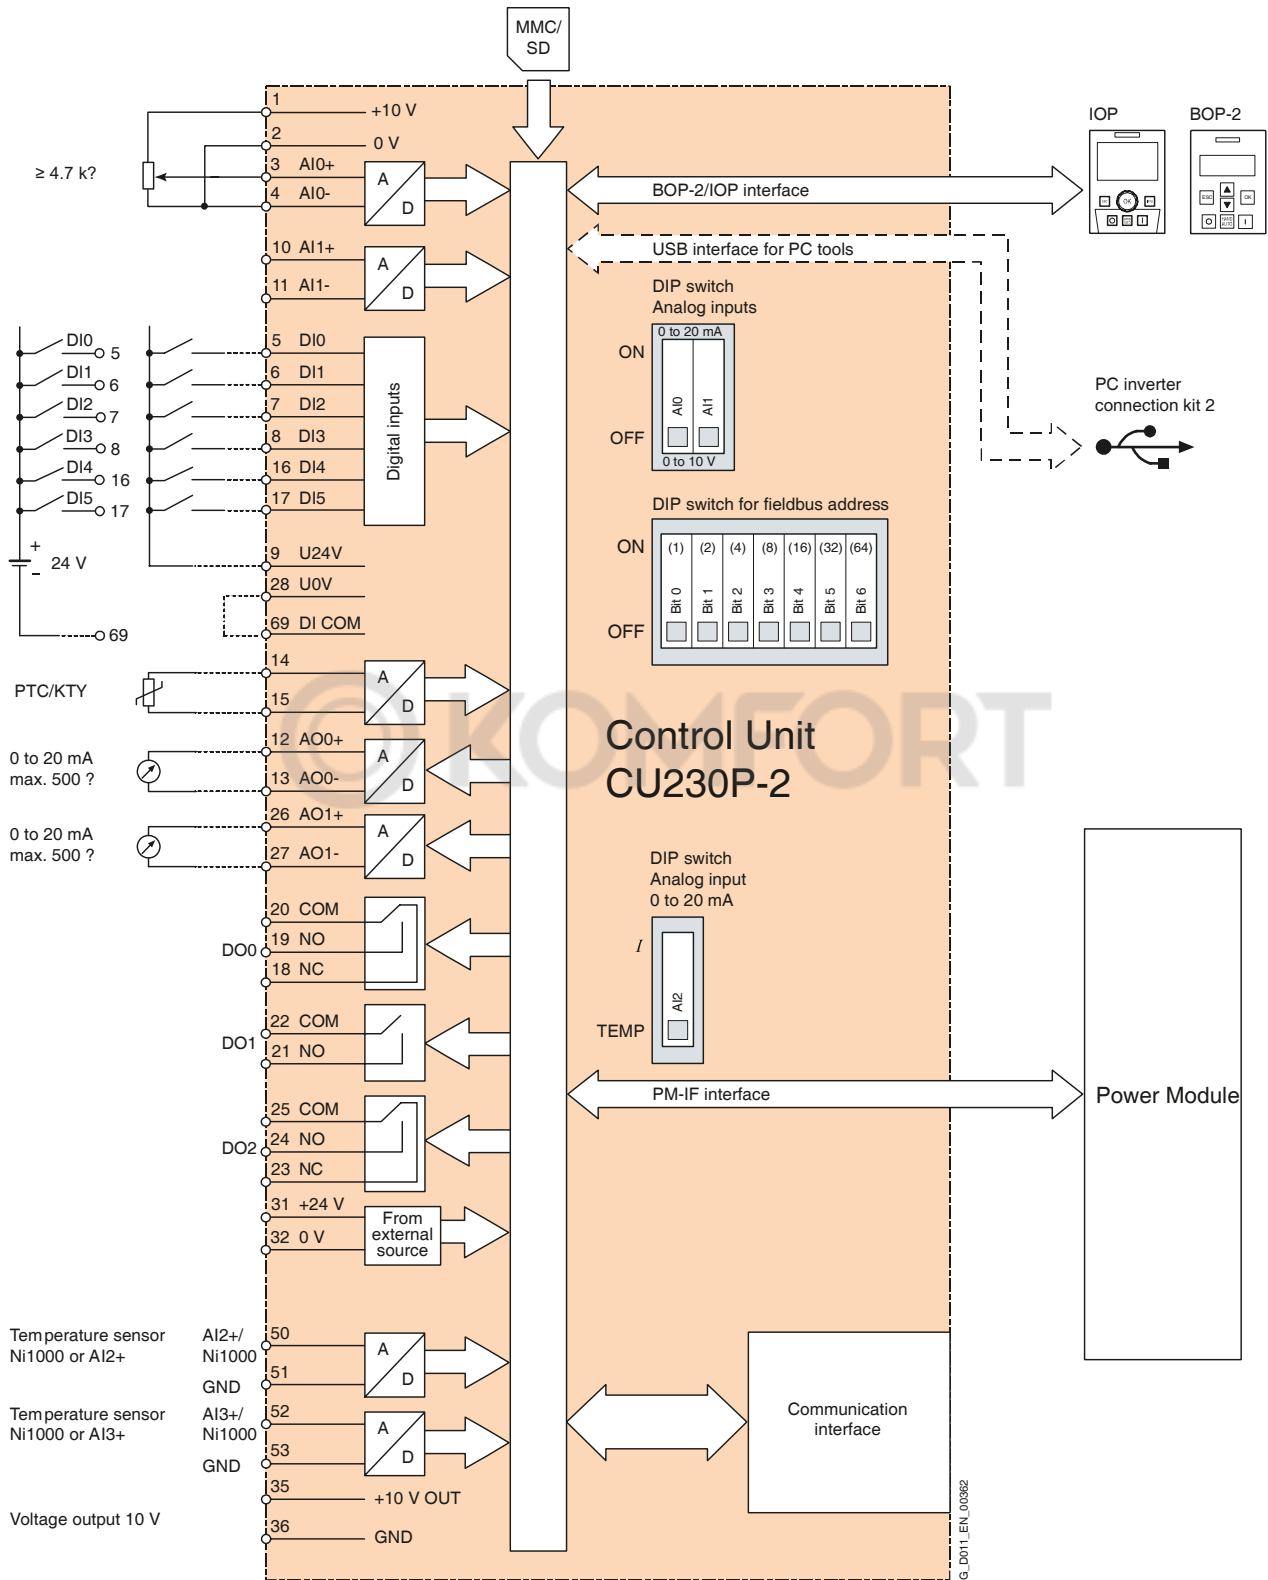 MMC/
SD
IOP
BOP-2
1
+10 V
2
0 V
≥ 4.7 k?
3 AI0+
4 AI0-
A
D
BOP-2/IOP interface
ESC
OK
OK
10 AI1+
11 AI1-
A
D
USB interface for PC tools
DIP switch
Analog inputs
0 to 20 mA
ON
OFF
AI0
AI1
0 to 10 V
PC inverter
connection kit 2
DI0
5
DI1
6
DI2
7
DI3
8
DI4
16
DI5
17
5 DI0
6 DI1
7 DI2
8 DI3
16 DI4
17 DI5
Digital inputs
+
24 V
-
9 U24V
28 U0V
69 DI COM
69
DIP switch for fieldbus address
ON
(1) (2) (4) (8) (16) (32) (64)
Bit 0 Bit 1 Bit 2 Bit 3 Bit 4 Bit 5 Bit 6
OFF
PTC/KTY
14
15
A
D
© KOMFORT
Control Unit
CU230P-2
0 to 20 mA
max. 500 ?
12 AO0+
13 AO0-
A
D
0 to 20 mA
max. 500 ?
26 AO1+
27 AO1-
A
D
DIP switch
Analog input
0 to 20 mA
I
AI2
TEMP
DO0
20 COM
19 NO
18 NC
DO1
22 COM
21 NO
DO2
25 COM
24 NO
23 NC
PM-IF interface
Power Module
31 +24 V
32 0 V
From
external
source
Temperature sensor
Ni1000 or AI2+
AI2+/
Ni1000
GND
50
51
A
D
Temperature sensor
Ni1000 or AI3+
AI3+/
Ni1000
GND
52
53
A
D
Communication
interface
Voltage output 10 V
35
+10 V OUT
36
GND
G_D011_EN_00362